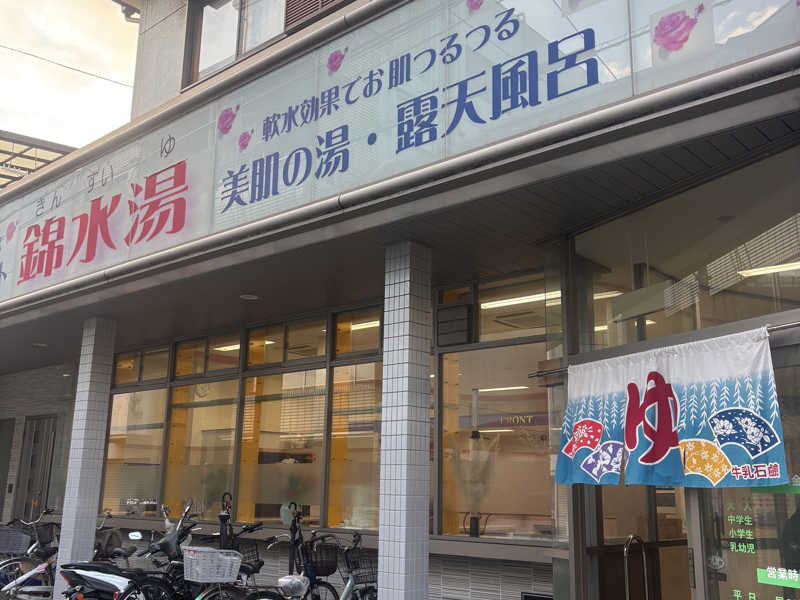 軟水効果でお肌つるつる
美肌の湯・露天風呂
きんすいゆ
錦水湯
FRONT
ゆ
牛乳石鹸
中学生
小学生
乳幼児
営業時
平日